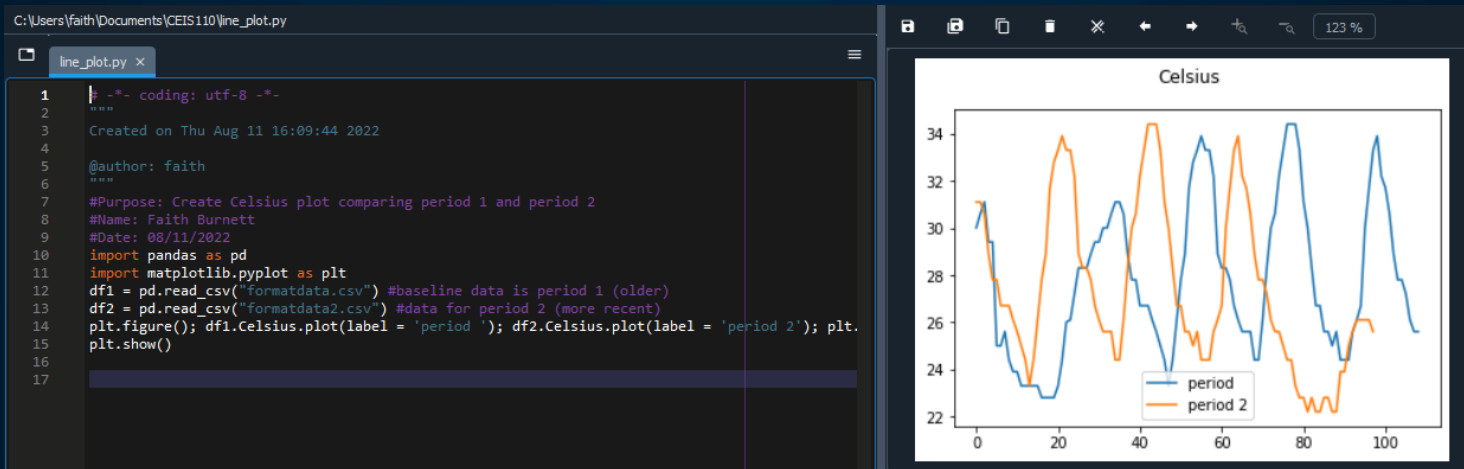 C:\Users\faith\Documents\CEIS110\line_plot.py
line_plot.py ×
1 # -*- coding: utf-8 -*-
2 """
3 Created on Thu Aug 11 16:09:44 2022
4
5 @author: faith
6 """
7 #Purpose: Create Celsius plot comparing period 1 and period 2
8 #Name: Faith Burnett
9 #Date: 08/11/2022
10 import pandas as pd
11 import matplotlib.pyplot as plt
12 df1 = pd.read_csv("formatdata.csv") #baseline data is period 1 (older)
13 df2 = pd.read_csv("formatdata2.csv") #data for period 2 (more recent)
14 plt.figure(); df1.Celsius.plot(label = 'period '); df2.Celsius.plot(label = 'period 2'); plt.
15 plt.show()
16
17
123 %
Celsius
34
32
30
28
26
24
22
period
period 2
0 20 40 60 80 100